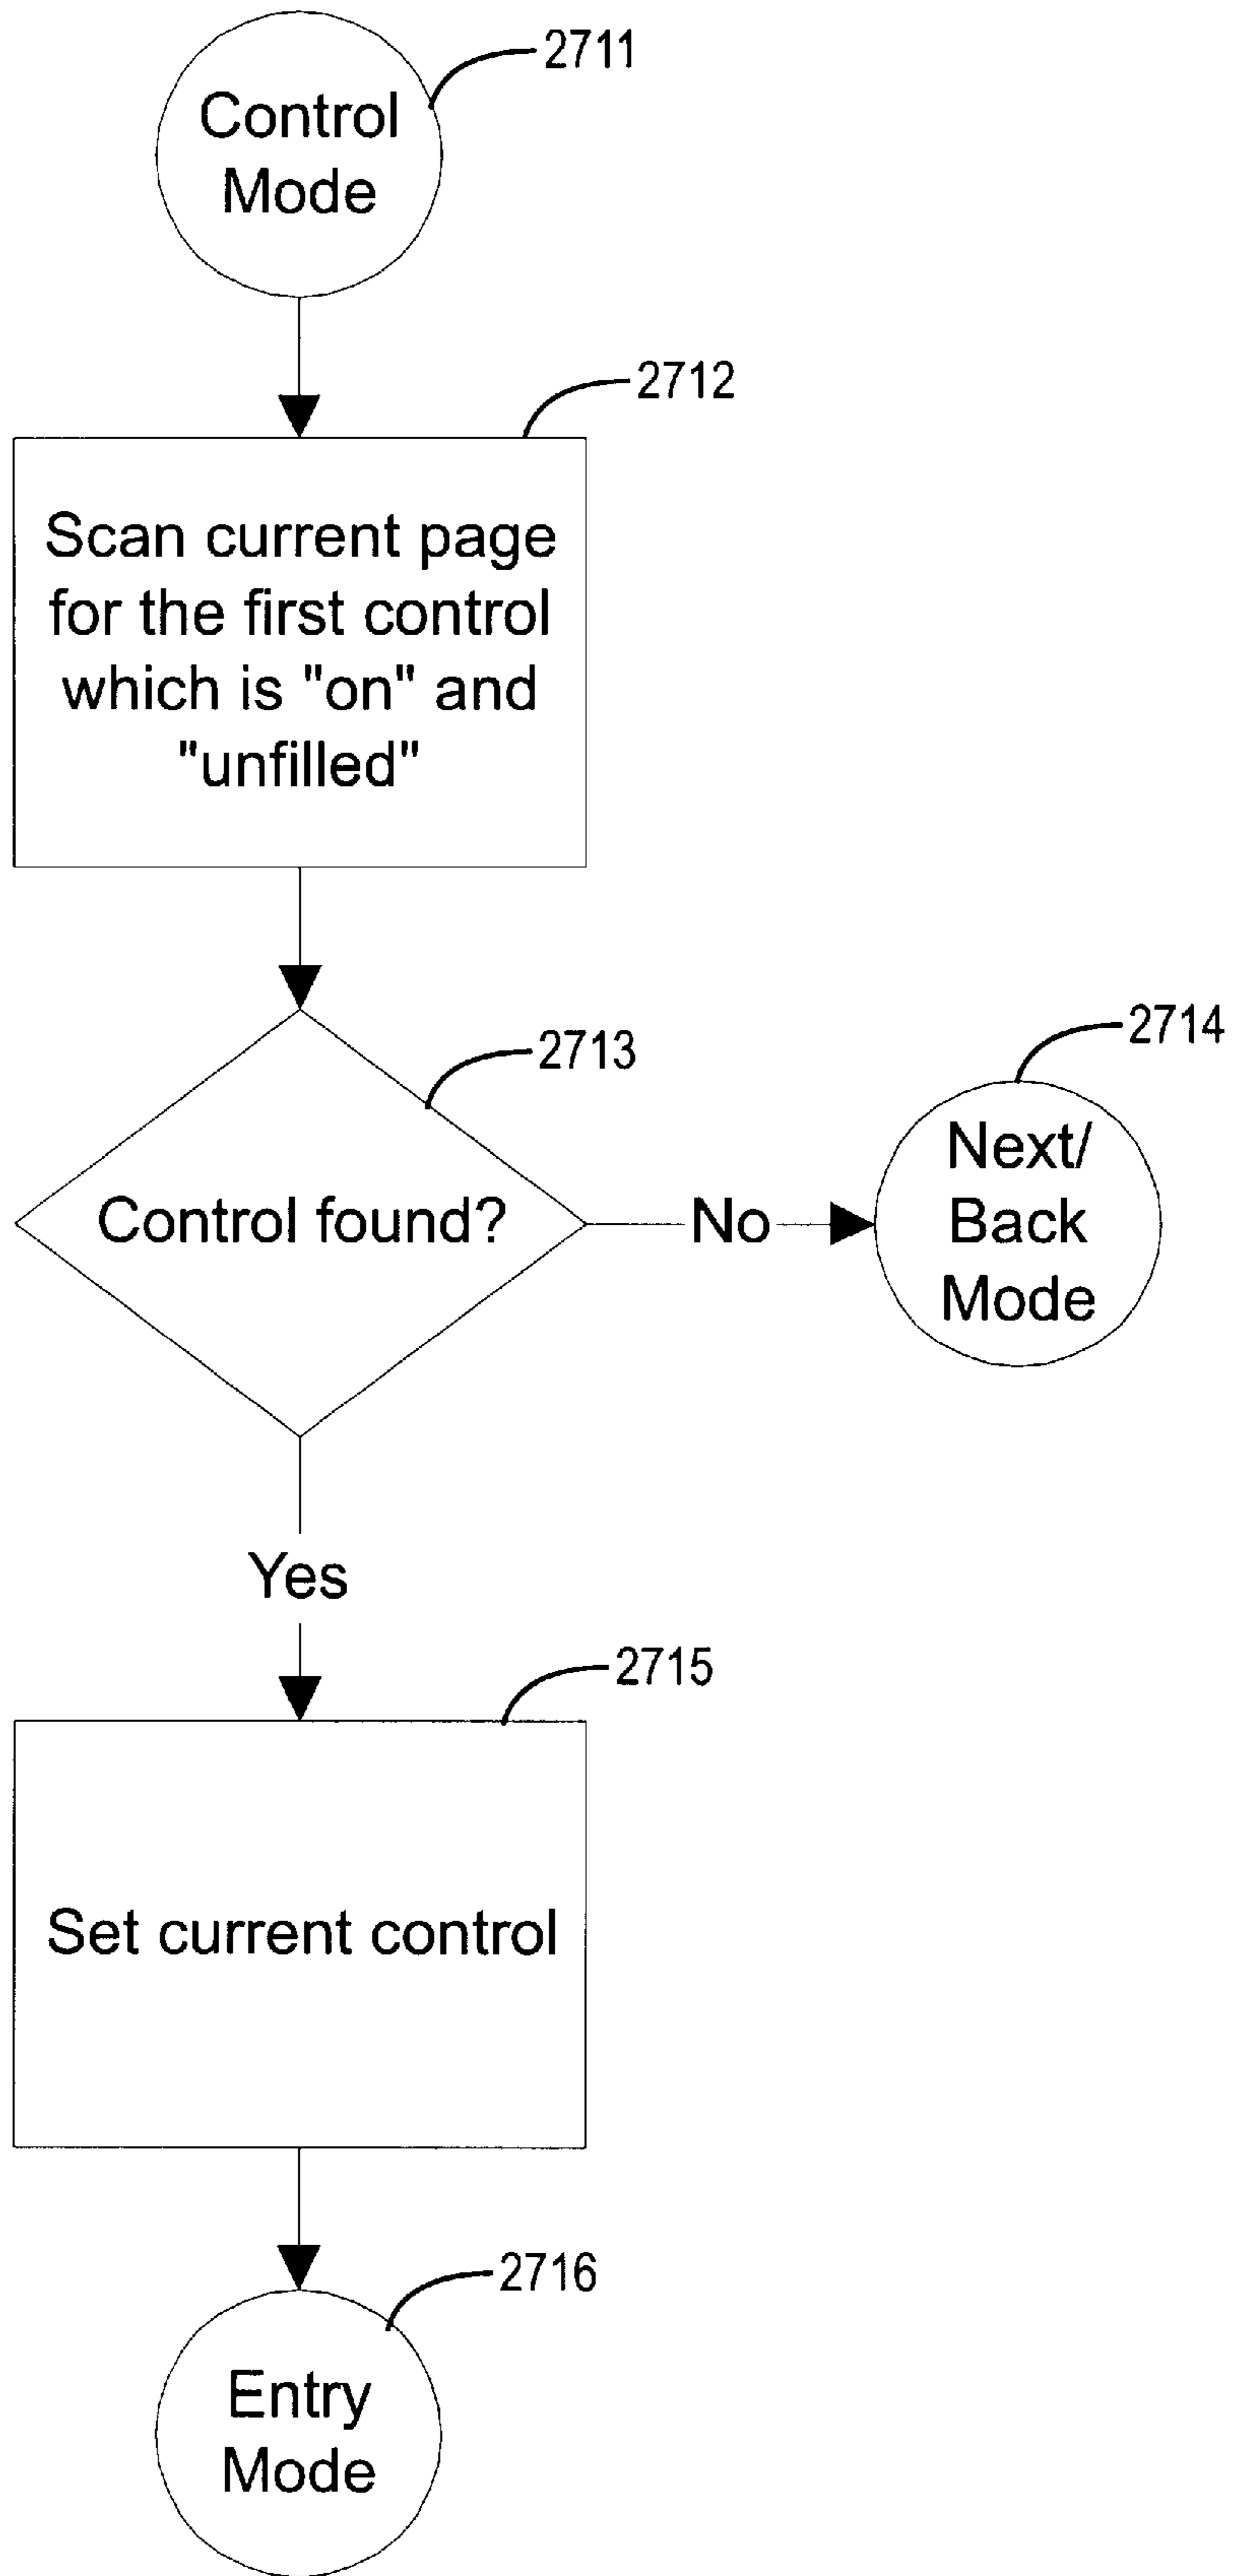 2711
Control
Mode
2712
Scan current page
for the first control
which is "on" and
"unfilled"
2713
Control found?
No
2714
Next/
Back
Mode
Yes
2715
Set current control
2716
Entry
Mode